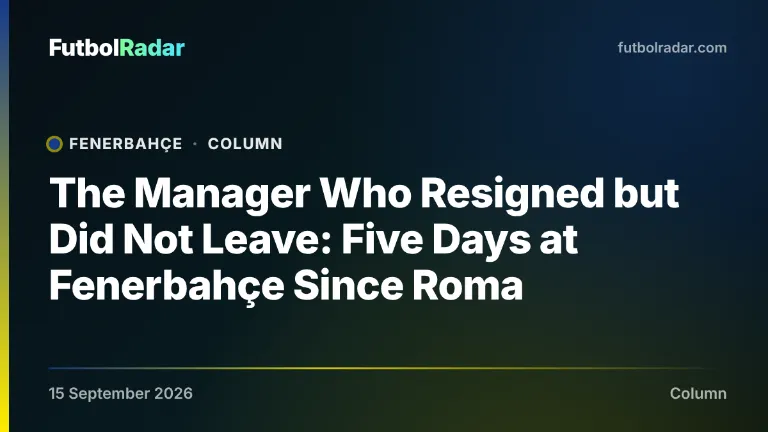 FutbolRadar
futbolradar.com
FENERBAHÇE · COLUMN
The Manager Who Resigned but
Did Not Leave: Five Days at
Fenerbahçe Since Roma
15 September 2026
Column